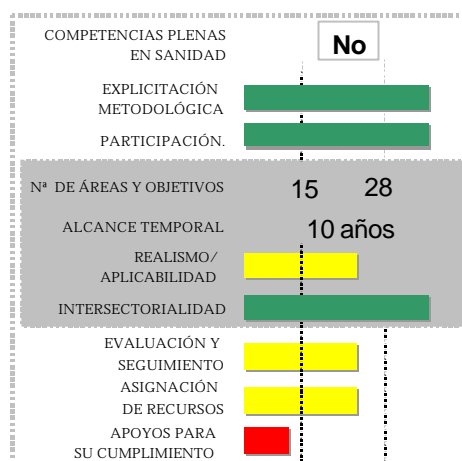 COMPETENCIAS PLENAS
EN SANIDAD
No
EXPLICITACIÓN
METODOLÓGICA
PARTICIPACIÓN.
Nª DE ÁREAS Y OBJETIVOS 15 28
ALCANCE TEMPORAL 10 años
REALISMO/
APLICABILIDAD
INTERSECTORIALIDAD
EVALUACIÓN Y
SEGUIMIENTO
ASIGNACIÓN
DE RECURSOS
APOYOS PARA
SU CUMPLIMIENTO